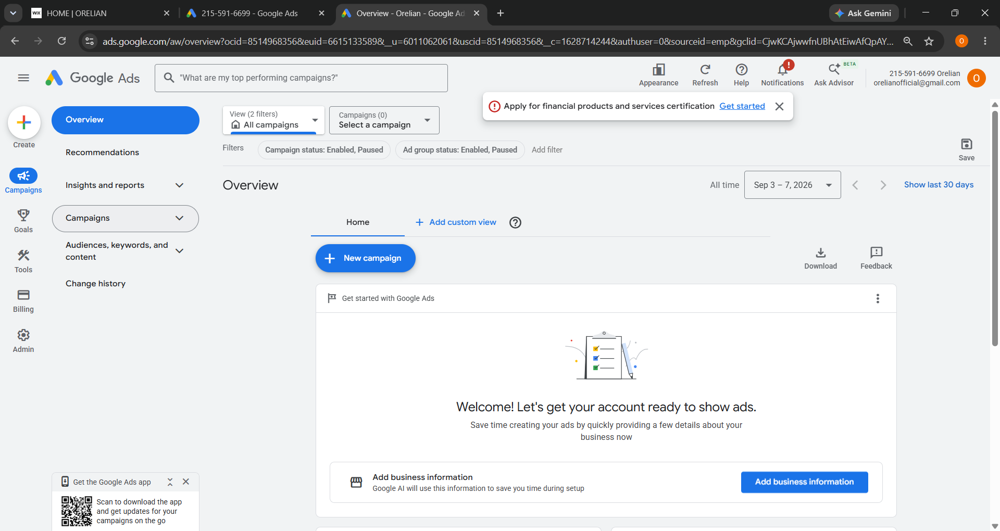 WIX HOME | ORELIAN
215-591-6699 - Google Ads
Overview - Orelian - Google Ad
Ask Gemini
ads.google.com/aw/overview?ocid=8514968356&euid=6615133589&__u=6011062061&uscid=8514968356&__c=1628714244&authuser=0&sourceid=emp&gclid=CjwKCAjwwfnUBhAtEiwAfQpAY...
O
Google Ads
"What are my top performing campaigns?"
Appearance
Refresh
Help
Notifications
BETA
Ask Advisor
215-591-6699 Orelian
orelianofficial@gmail.com
O
Apply for financial products and services certification Get started
Create
Campaigns
Goals
Tools
Billing
Admin
Overview
Recommendations
Insights and reports
Campaigns
Audiences, keywords, and
content
Change history
View (2 filters)
All campaigns
Campaigns (0)
Select a campaign
Filters
Campaign status: Enabled, Paused
Ad group status: Enabled, Paused
Add filter
Save
Overview
All time
Sep 3 – 7, 2026
Show last 30 days
Home
Add custom view
New campaign
Download
Feedback
Get started with Google Ads
Welcome! Let's get your account ready to show ads.
Save time creating your ads by quickly providing a few details about your
business now
Add business information
Google AI will use this information to save you time during setup
Add business information
Get the Google Ads app
Scan to download the app
and get updates for your
campaigns on the go